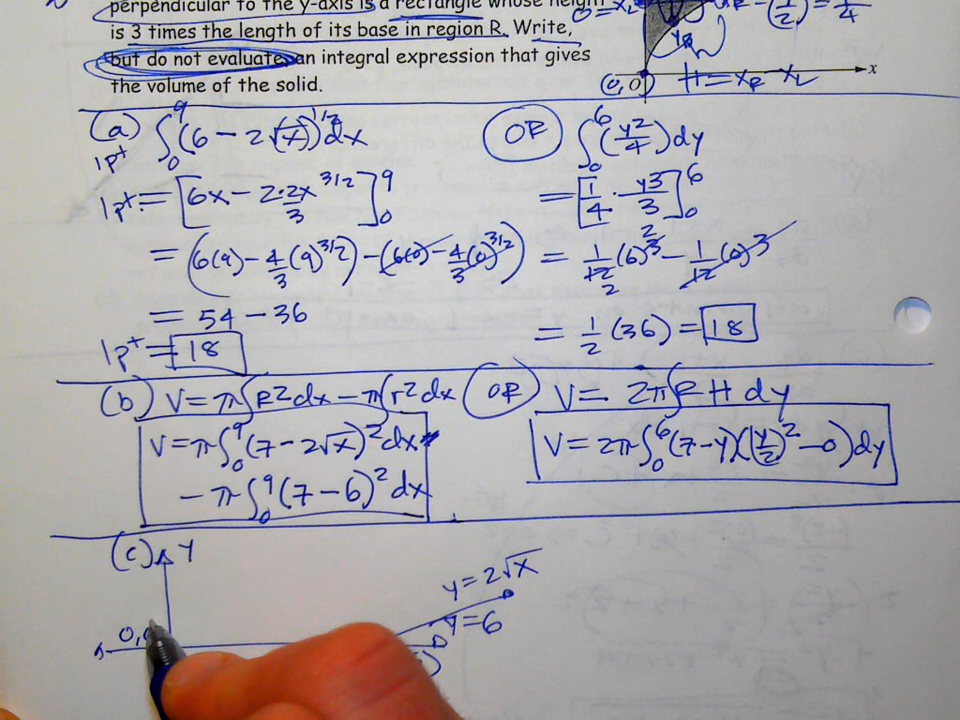 perpendicular to the y-axis is a rectangle whose height
is 3 times the length of its base in region R. Write,
but do not evaluate, an integral expression that gives
the volume of the solid.
(0,0) H = x_R - x_L
x
(a) ∫₀⁹ (6 - 2√(x))^(1/2) dx OR ∫₀⁶ (y²/4) dy
1pt
1pt = [6x - 2·2x^(3/2)/3]₀⁹ = [1/4 · y³/3]₀⁶
= (6(9) - 4/3 (9)^(3/2)) - (6(0) - 4/3 (0)^(3/2)) = 1/12 (6)³ - 1/12 (0)³
= 54 - 36
1pt = 18 = 1/2 (36) = 18
(b) V = π∫R²dx - π∫r²dx OR V = 2π∫R H dy
V = π∫₀⁹ (7 - 2√x)² dx V = 2π∫₀⁶ (7-y)((y/2)² - 0) dy
- π∫₀⁹ (7 - 6)² dx
(c) y
y = 2√x
y = 6